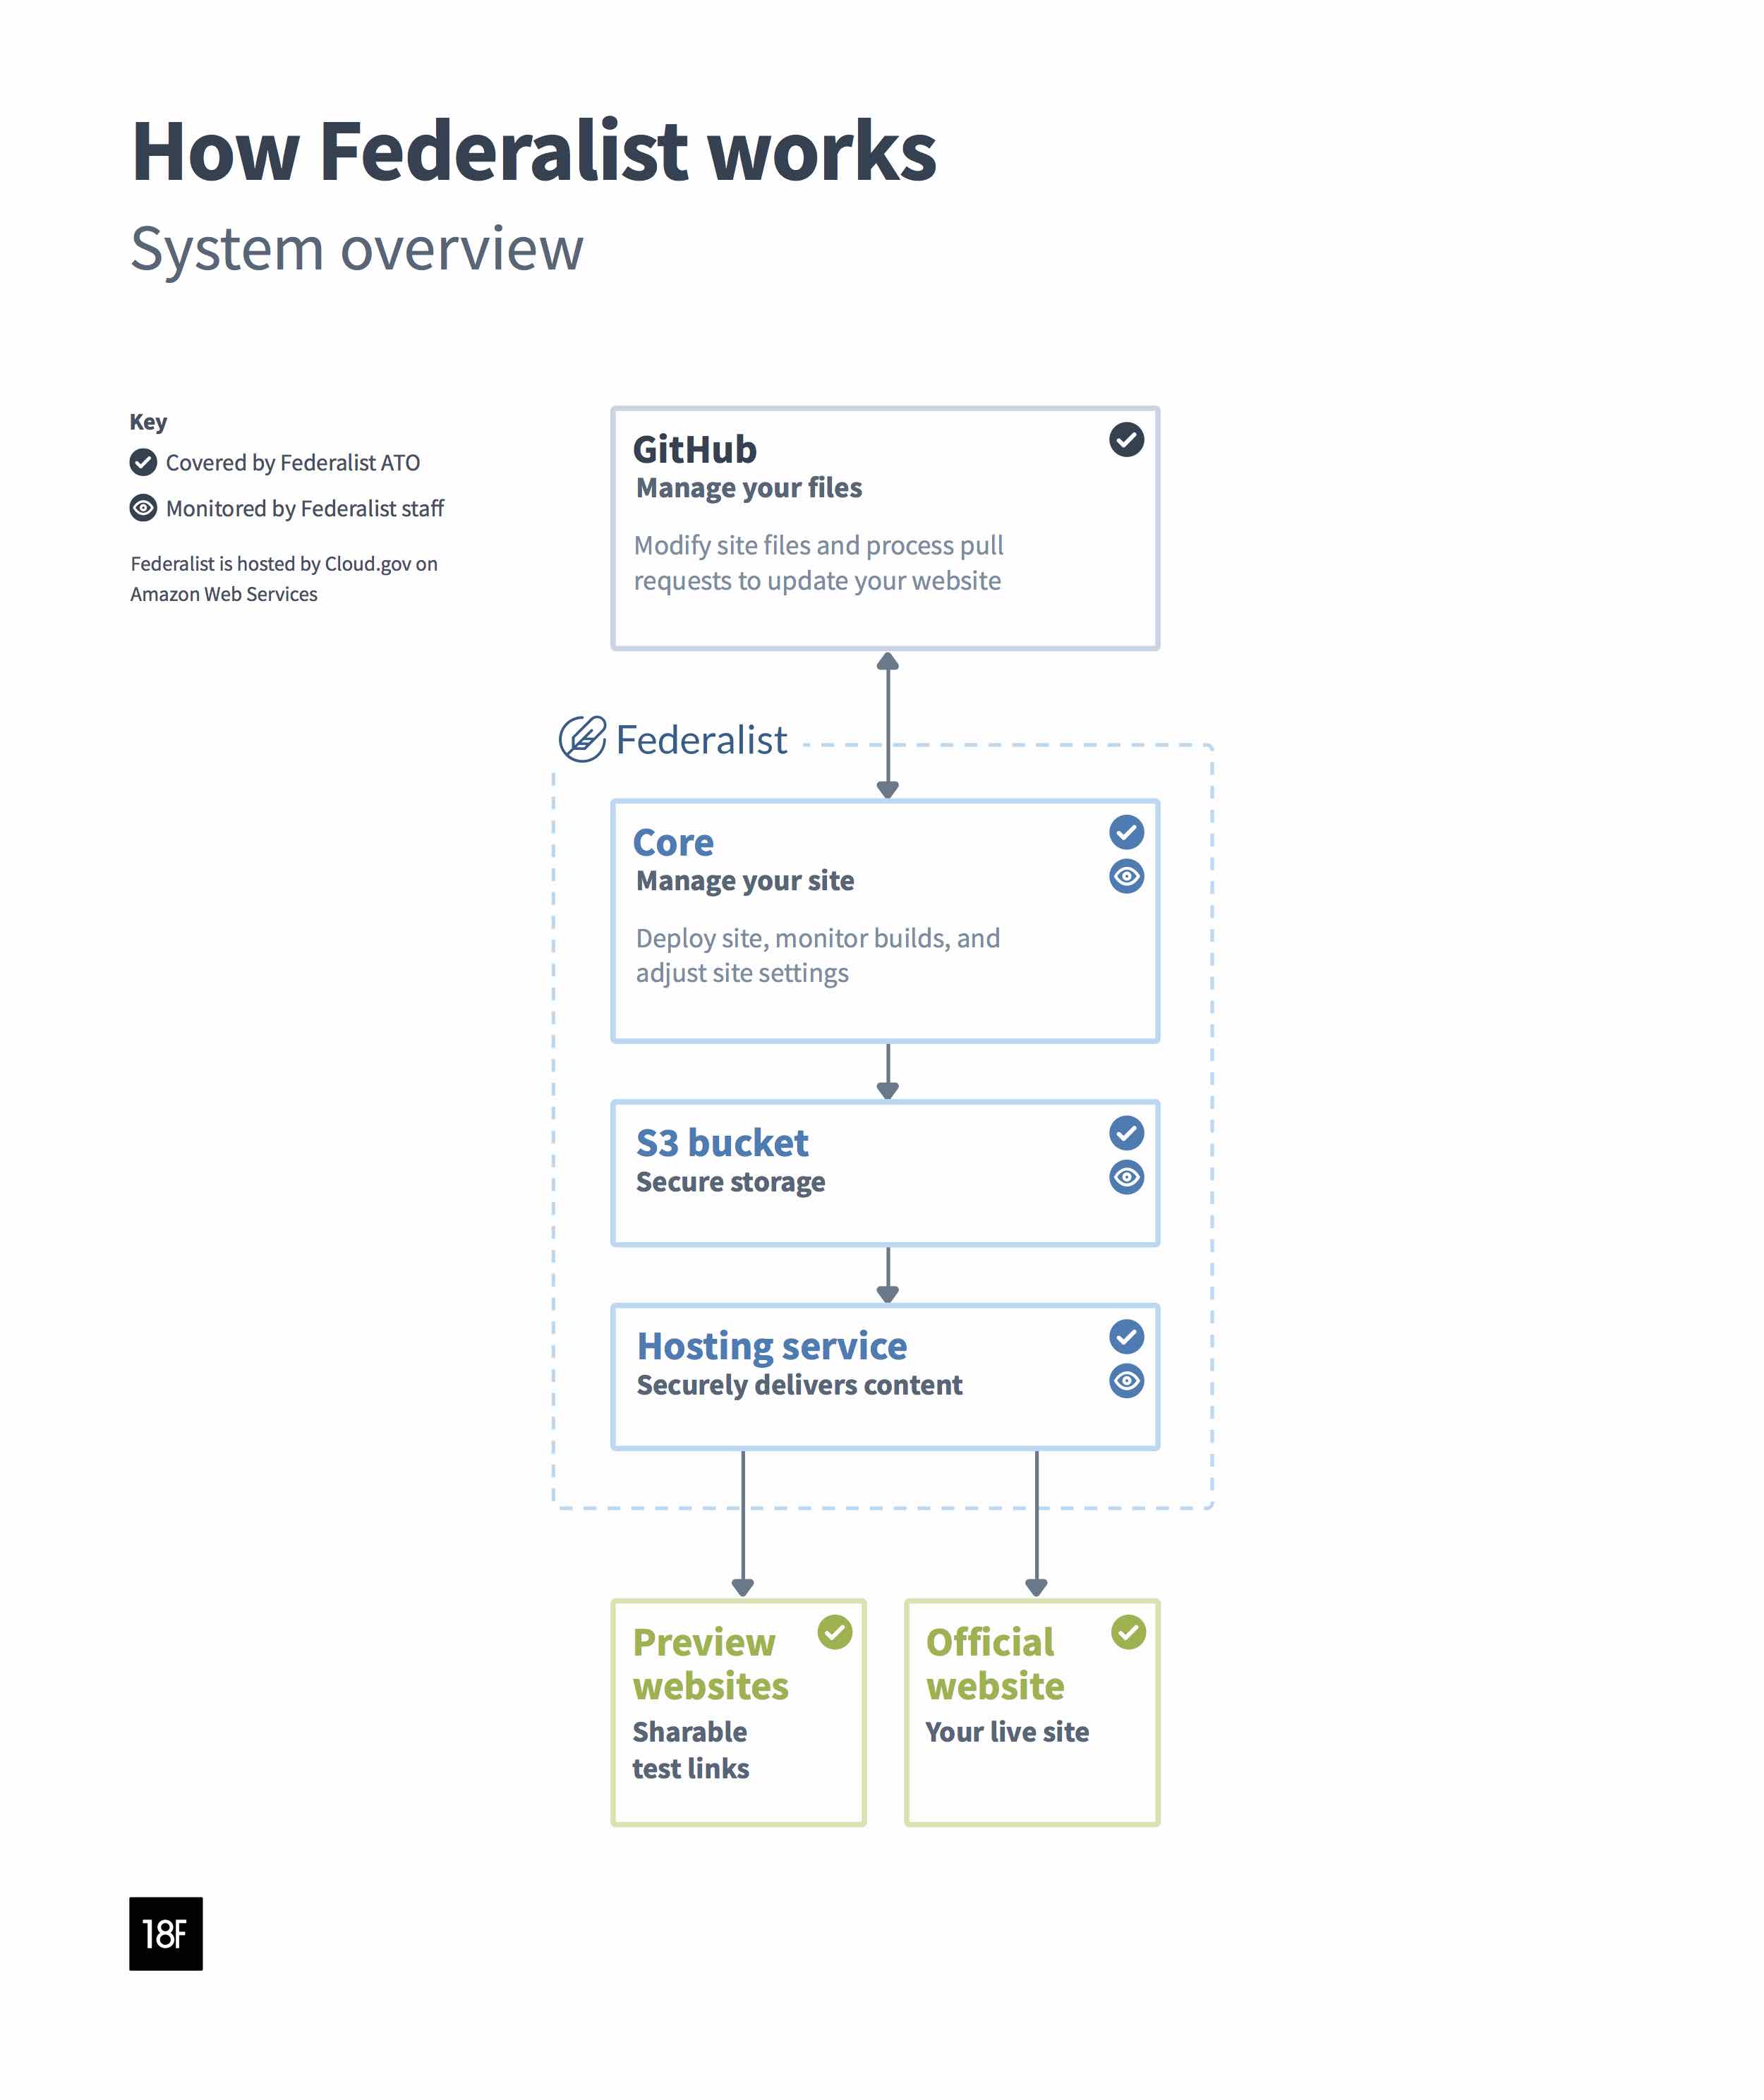 How Federalist works
System overview
Key
Covered by Federalist ATO
Monitored by Federalist staff
Federalist is hosted by Cloud.gov on
Amazon Web Services
GitHub
Manage your files
Modify site files and process pull
requests to update your website
Federalist
Core
Manage your site
Deploy site, monitor builds, and
adjust site settings
S3 bucket
Secure storage
Hosting service
Securely delivers content
Preview
websites
Sharable
test links
Official
website
Your live site
18F